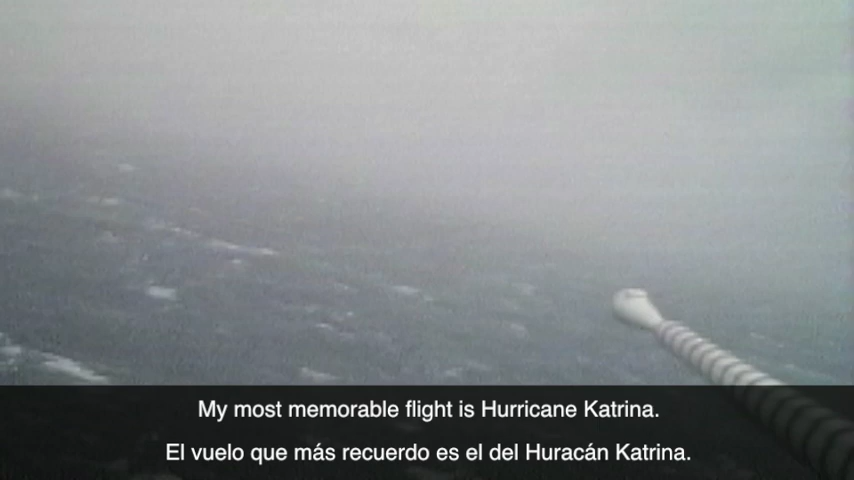 My most memorable flight is Hurricane Katrina.
El vuelo que más recuerdo es el del Huracán Katrina.